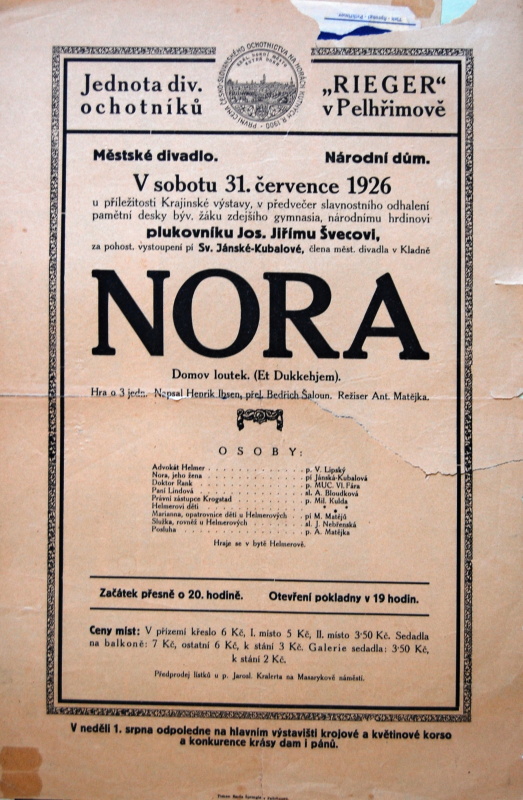 Jednota div.
ochotníků
„RIEGER“
v Pelhřimově
Městské divadlo.
Národní dům.
V sobotu 31. července 1926
u příležitosti Krajinské výstavy, v předvečer slavnostního odhalení
pamětní desky býv. žáku zdejšího gymnasia, národnímu hrdinovi
plukovníku Jos. Jiřímu Švecovi,
za pohost. vystoupení pí Sv. Jánské-Kubalové, člena měst. divadla v Kladně
NORA
Domov loutek. (Et Dukkehjem).
Hra o 3 jedn. Napsal Henrik Ibsen, přel. Bedřich Šaloun. Režiser Ant. Matějka.
OSOBY:
Advokát Helmer . . . . . . . . . . p. V. Lipský
Nora, jeho žena . . . . . . . . . . pí Jánská-Kubalová
Doktor Rank . . . . . . . . . . p. MUC. Vl. Fára
Paní Lindová . . . . . . . . . . sl. A. Bloudková
Právní zástupce Krogstad . . . . . . . . p. Mil. Kulda
Helmerovi děti . . . . . . . . . . * * *
Marianna, opatrovnice dětí u Helmerových . pí M. Matějů
Služka, rovněž u Helmerových . . . . . . sl. J. Nebřenská
Posluha . . . . . . . . . . p. A. Matějka
Hraje se v bytě Helmerově.
Začátek přesně o 20. hodině. Otevření pokladny v 19 hodin.
Ceny míst: V přízemí křeslo 6 Kč, I. místo 5 Kč, II. místo 3·50 Kč. Sedadla
na balkoně: 7 Kč, ostatní 6 Kč, k stání 3 Kč. Galerie sedadla: 3·50 Kč,
k stání 2 Kč.
Předprodej lístků u p. Jarosl. Kralerta na Masarykově náměstí.
V neděli 1. srpna odpoledne na hlavním výstavišti krojové a květinové korso
a konkurence krásy dam i pánů.